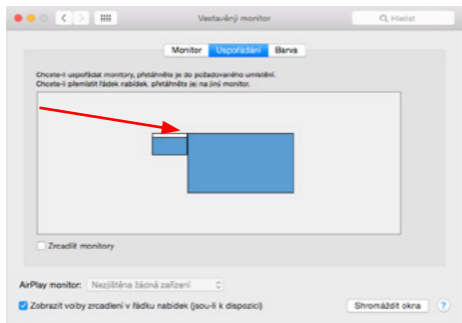 Vestavěný monitor
Hledat
Monitor Uspořádání Barva
Chcete-li uspořádat monitory, přetáhněte je do požadovaného umístění.
Chcete-li přemístit řádek nabídek, přetáhněte jej na jiný monitor.
Zrcadlit monitory
AirPlay monitor: Nezjištěna žádná zařízení
Zobrazit volby zrcadlení v řádku nabídek (jsou-li k dispozici)
Shromáždit okna ?